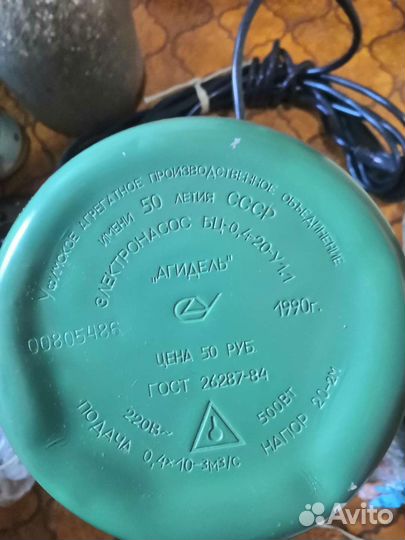 УФИМСКОЕ АГРЕГАТНОЕ ПРОИЗВОДСТВЕННОЕ ОБЪЕДИНЕНИЕ
ИМЕНИ 50 ЛЕТИЯ СССР
ЭЛЕКТРОНАСОС БЦ-0,4-20-У1.1
"АГИДЕЛЬ"
1990г.
00805486
ЦЕНА 50 РУБ.
ГОСТ 26287-84
220В~
500ВТ
ПОДАЧА 0,4×10-3м3/с
НАПОР 20-2М
Avito